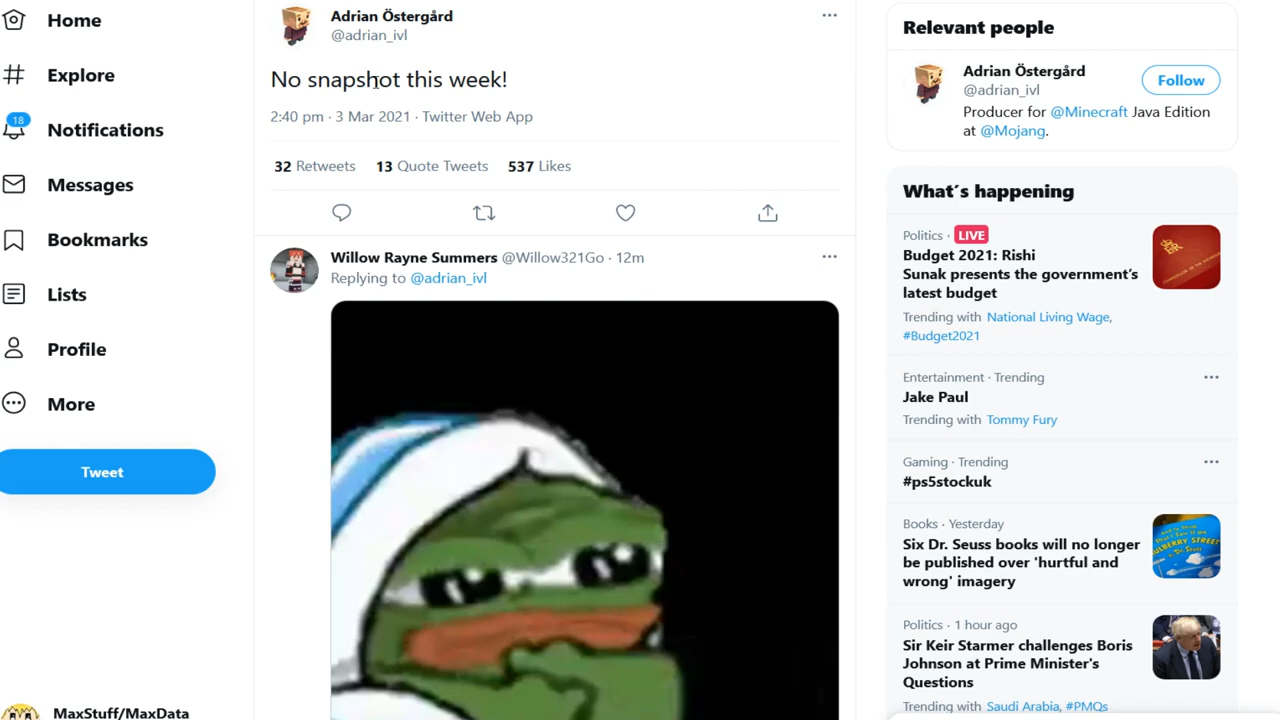 Home
Explore
18
Notifications
Messages
Bookmarks
Lists
Profile
More
Tweet
MaxStuff/MaxData
Adrian Östergård
@adrian_ivl
No snapshot this week!
2:40 pm · 3 Mar 2021 · Twitter Web App
32 Retweets 13 Quote Tweets 537 Likes
Willow Rayne Summers @Willow321Go · 12m
Replying to @adrian_ivl
Relevant people
Adrian Östergård
@adrian_ivl
Follow
Producer for @Minecraft Java Edition
at @Mojang.
What's happening
Politics · LIVE
Budget 2021: Rishi
Sunak presents the government's
latest budget
Trending with National Living Wage,
#Budget2021
Entertainment · Trending
Jake Paul
Trending with Tommy Fury
Gaming · Trending
#ps5stockuk
Books · Yesterday
Six Dr. Seuss books will no longer
be published over 'hurtful and
wrong' imagery
Politics · 1 hour ago
Sir Keir Starmer challenges Boris
Johnson at Prime Minister's
Questions
Trending with Saudi Arabia, #PMQs